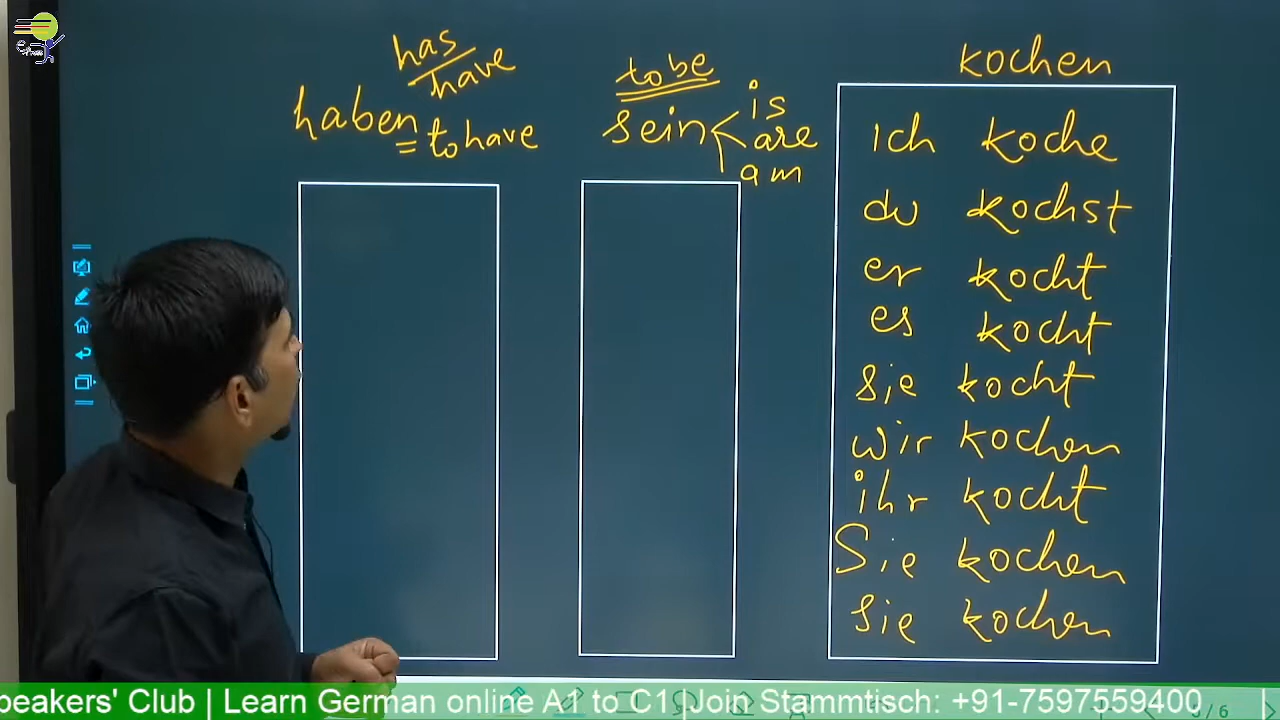 has
have
haben = to have
to be
sein < is
are
am
kochen
ich koche
du kochst
er kocht
es kocht
sie kocht
wir kochen
ihr kocht
Sie kochen
sie kochen
peakers' Club | Learn German online A1 to C1|Join Stammtisch: +91-7597559400
/6